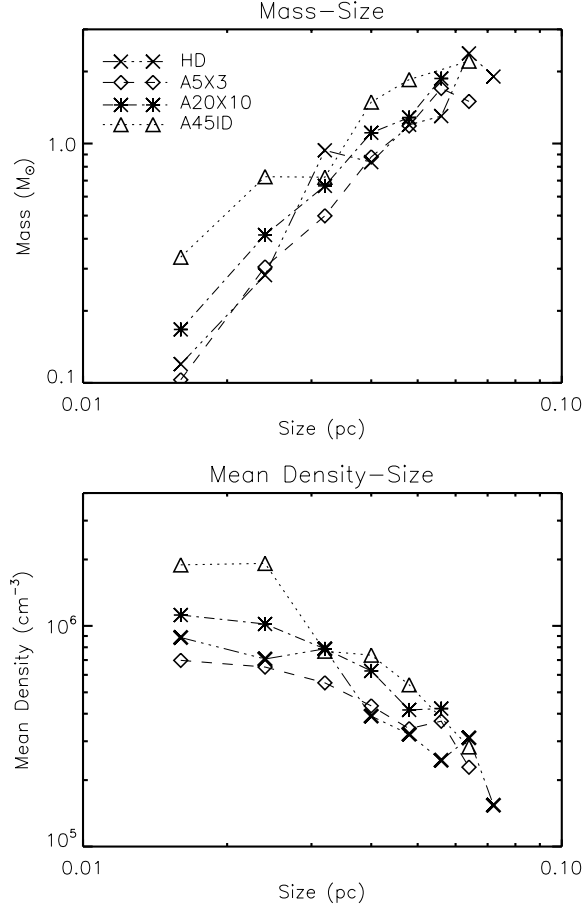 Mass–Size
HD
A5X3
A20X10
A45ID
1.0
0.1
Mass (M⊙)
0.01
0.10
Size (pc)
Mean Density–Size
10⁶
10⁵
Mean Density (cm⁻³)
0.01
0.10
Size (pc)